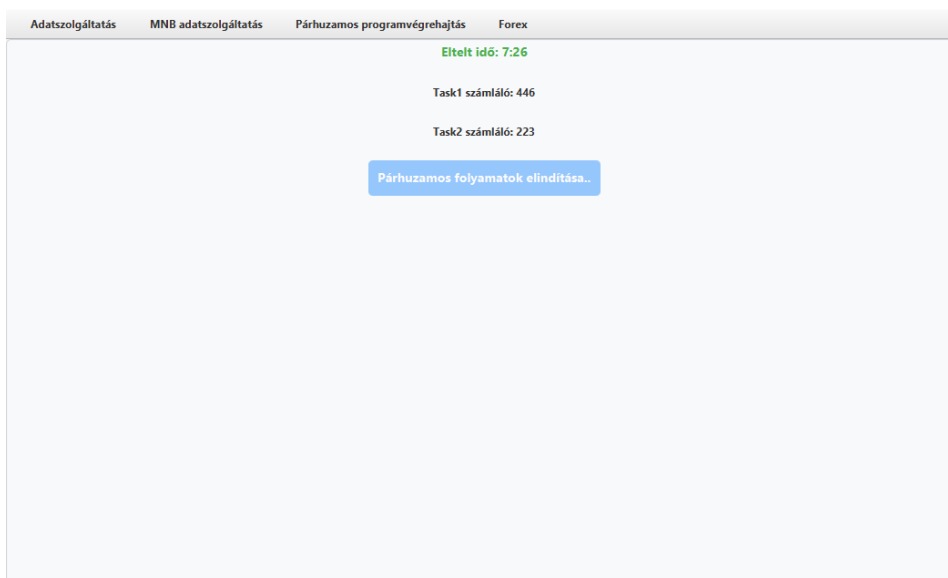 Adatszolgáltatás MNB adatszolgáltatás Párhuzamos programvégrehajtás Forex
Eltelt idő: 7:26
Task1 számláló: 446
Task2 számláló: 223
Párhuzamos folyamatok elindítása..